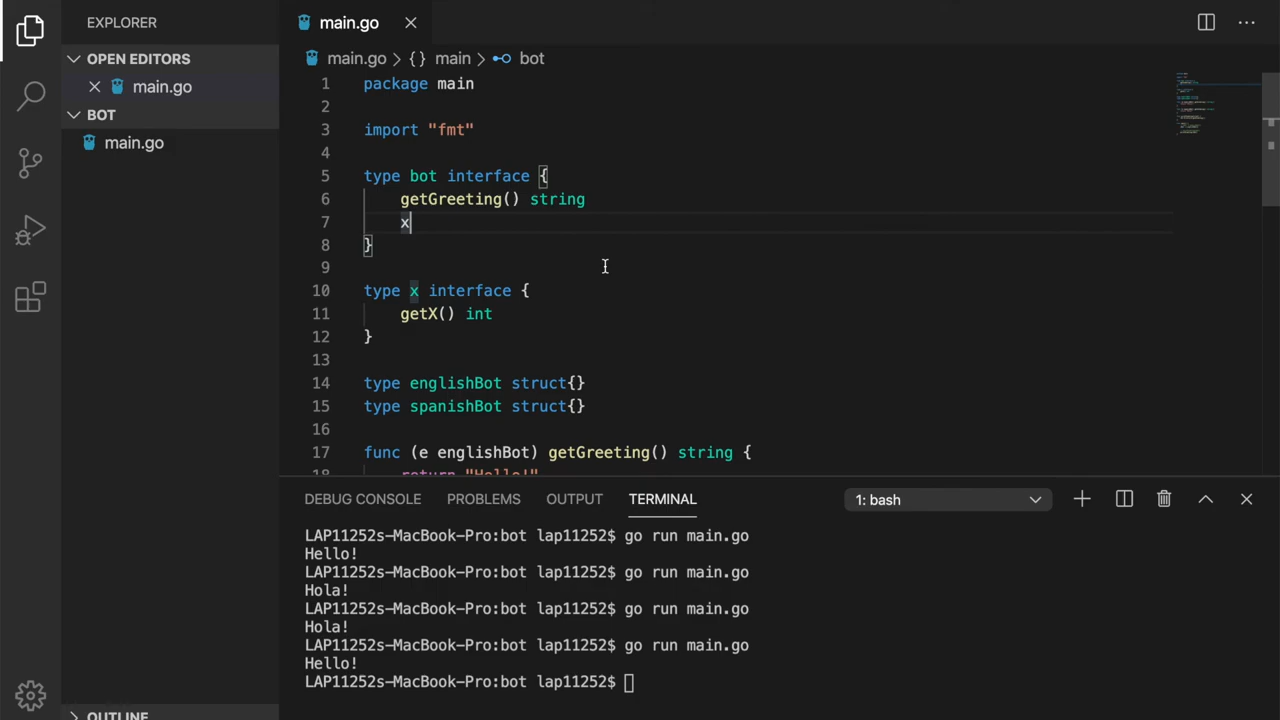 EXPLORER
OPEN EDITORS
main.go
BOT
main.go
OUTLINE
main.go
main.go > {} main > bot
1 package main
2
3 import "fmt"
4
5 type bot interface {
6 getGreeting() string
7 x
8 }
9
10 type x interface {
11 getX() int
12 }
13
14 type englishBot struct{}
15 type spanishBot struct{}
16
17 func (e englishBot) getGreeting() string {
18 return "Hello!"
DEBUG CONSOLE PROBLEMS OUTPUT TERMINAL 1: bash
LAP11252s-MacBook-Pro:bot lap11252$ go run main.go
Hello!
LAP11252s-MacBook-Pro:bot lap11252$ go run main.go
Hola!
LAP11252s-MacBook-Pro:bot lap11252$ go run main.go
Hola!
LAP11252s-MacBook-Pro:bot lap11252$ go run main.go
Hello!
LAP11252s-MacBook-Pro:bot lap11252$